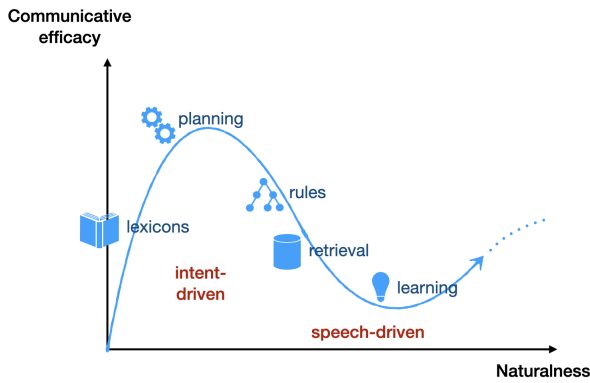 Communicative
efficacy
planning
rules
lexicons
retrieval
intent-
driven
learning
speech-driven
Naturalness